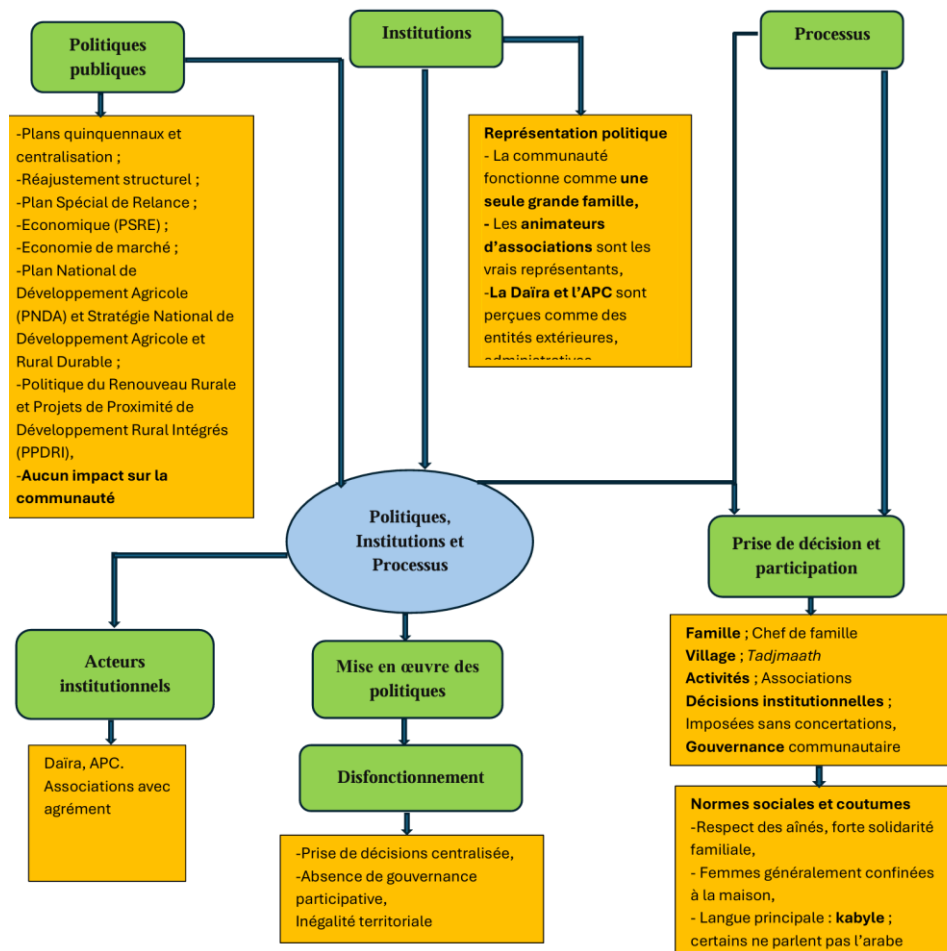 Politiques
publiques
Institutions
Processus
-Plans quinquennaux et
centralisation ;
-Réajustement structurel ;
-Plan Spécial de Relance ;
-Economique (PSRE) ;
-Economie de marché ;
-Plan National de
Développement Agricole
(PNDA) et Stratégie National de
Développement Agricole et
Rural Durable ;
-Politique du Renouveau Rurale
et Projets de Proximité de
Développement Rural Intégrés
(PPDRI),
-Aucun impact sur la
communauté
Représentation politique
- La communauté
fonctionne comme une
seule grande famille,
- Les animateurs
d’associations sont les
vrais représentants,
-La Daïra et l’APC sont
perçues comme des
entités extérieures,
Politiques,
Institutions et
Processus
Prise de décision et
participation
Famille ; Chef de famille
Village ; Tadjmaath
Activités ; Associations
Décisions institutionnelles ;
Imposées sans concertations,
Gouvernance communautaire
Acteurs
institutionnels
Mise en œuvre des
politiques
Disfonctionnement
Daïra, APC.
Associations avec
agrément
-Prise de décisions centralisée,
-Absence de gouvernance
participative,
Inégalité territoriale
Normes sociales et coutumes
-Respect des aînés, forte solidarité
familiale,
- Femmes généralement confinées
à la maison,
- Langue principale : kabyle ;
certains ne parlent pas l’arabe